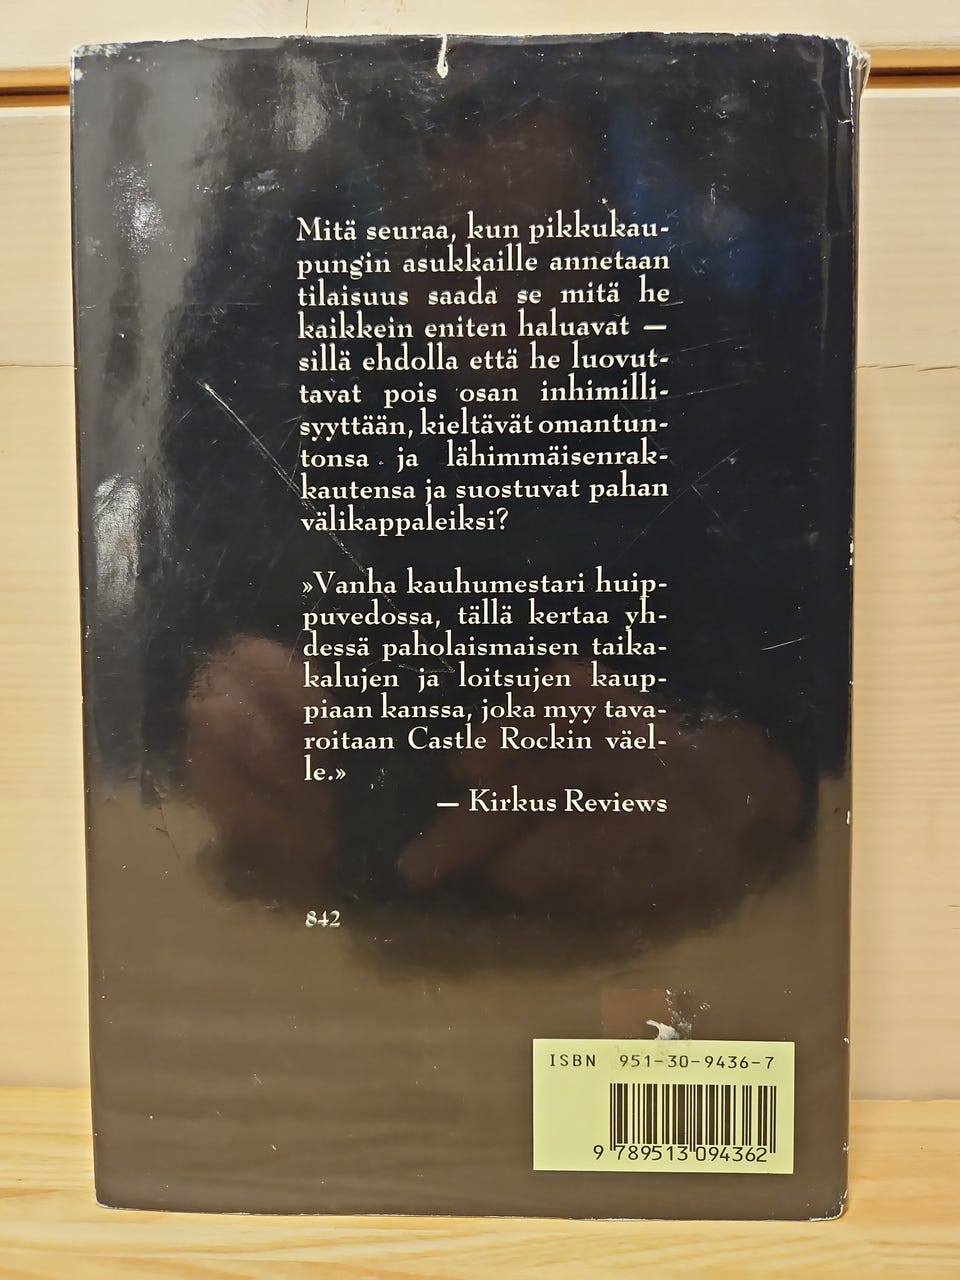 Mitä seuraa, kun pikkukau-
pungin asukkaille annetaan
tilaisuus saada se mitä he
kaikkein eniten haluavat —
sillä ehdolla että he luovut-
tavat pois osan inhimilli-
syyttään, kieltävät omantun-
tonsa ja lähimmäisenrak-
kautensa ja suostuvat pahan
välikappaleiksi?
»Vanha kauhumestari huip-
puvedossa, tällä kertaa yh-
dessä paholaismaisen taika-
kalujen ja loitsujen kaup-
piaan kanssa, joka myy tava-
roitaan Castle Rockin väel-
le.»
— Kirkus Reviews
842
ISBN 951-30-9436-7
9 789513 094362